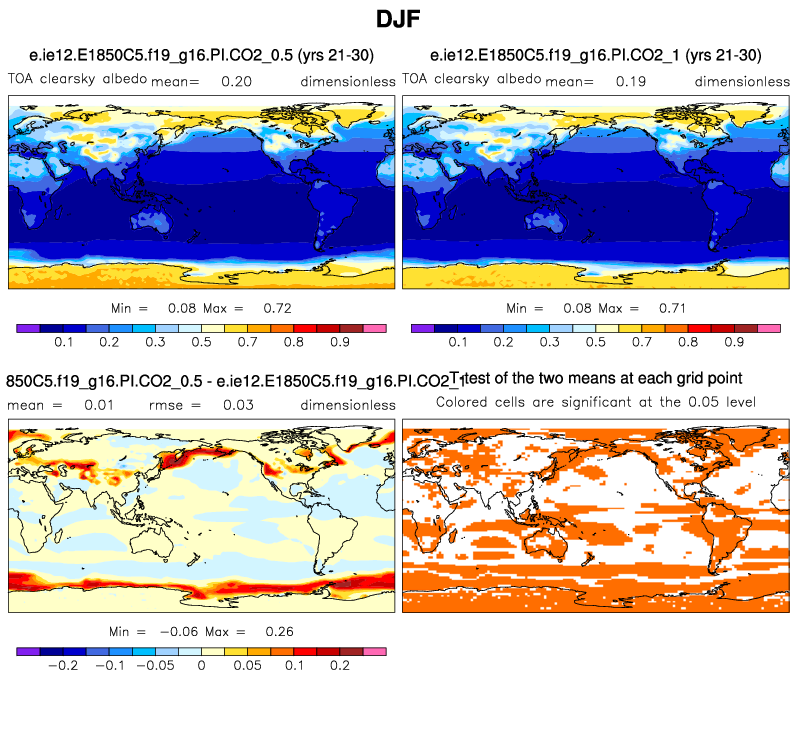 DJF
e.ie12.E1850C5.f19_g16.PI.CO2_0.5 (yrs 21-30)
TOA clearsky albedo mean= 0.20 dimensionless
Min = 0.08 Max = 0.72
0.1 0.2 0.3 0.5 0.6 0.7 0.8 0.9
e.ie12.E1850C5.f19_g16.PI.CO2_1 (yrs 21-30)
TOA clearsky albedo mean= 0.19 dimensionless
Min = 0.08 Max = 0.71
0.1 0.2 0.3 0.5 0.6 0.7 0.8 0.9
850C5.f19_g16.PI.CO2_0.5 - e.ie12.E1850C5.f19_g16.PI.CO2_1
mean = 0.01 rmse = 0.03 dimensionless
Min = −0.06 Max = 0.26
−0.2 −0.1 −0.05 0 0.05 0.1 0.2
T-test of the two means at each grid point
Colored cells are significant at the 0.05 level